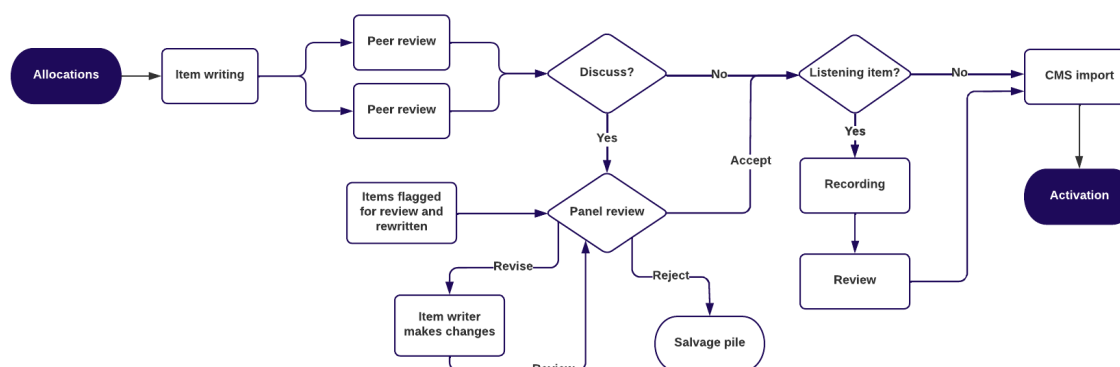 Allocations
Item writing
Peer review
Peer review
Discuss?
No
Listening item?
No
CMS import
Yes
Yes
Accept
Recording
Activation
Items flagged
for review and
rewritten
Panel review
Revise
Reject
Review
Item writer
makes changes
Salvage pile
Review